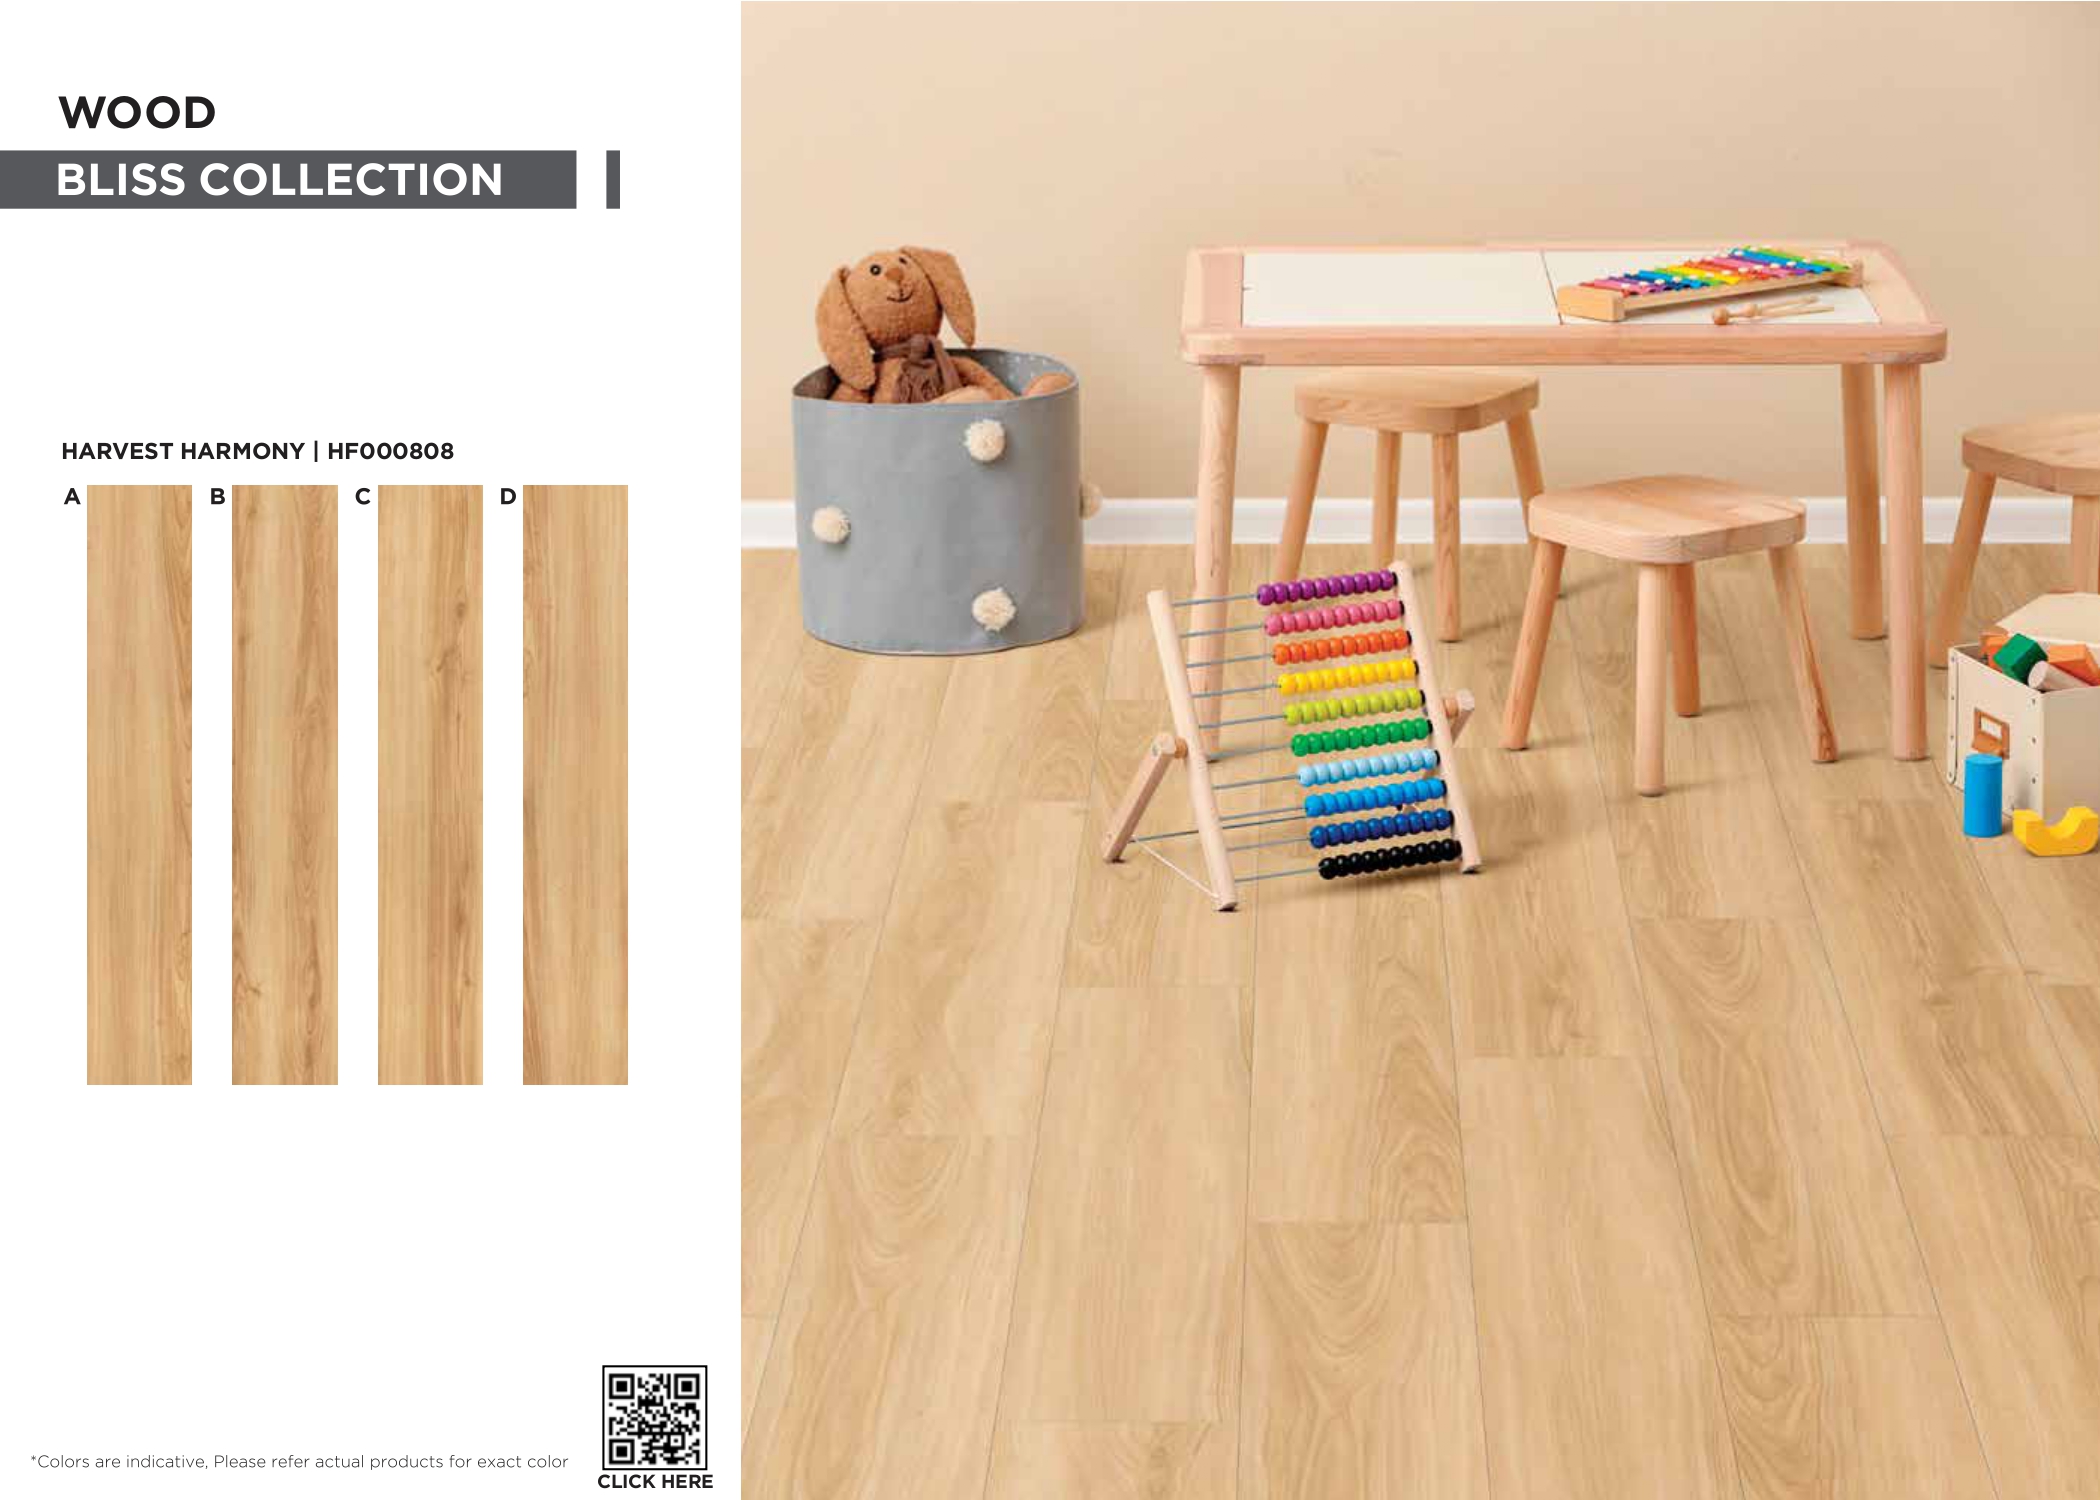 WOOD
BLISS COLLECTION
HARVEST HARMONY | HF000808
A B C D
*Colors are indicative, Please refer actual products for exact color
CLICK HERE